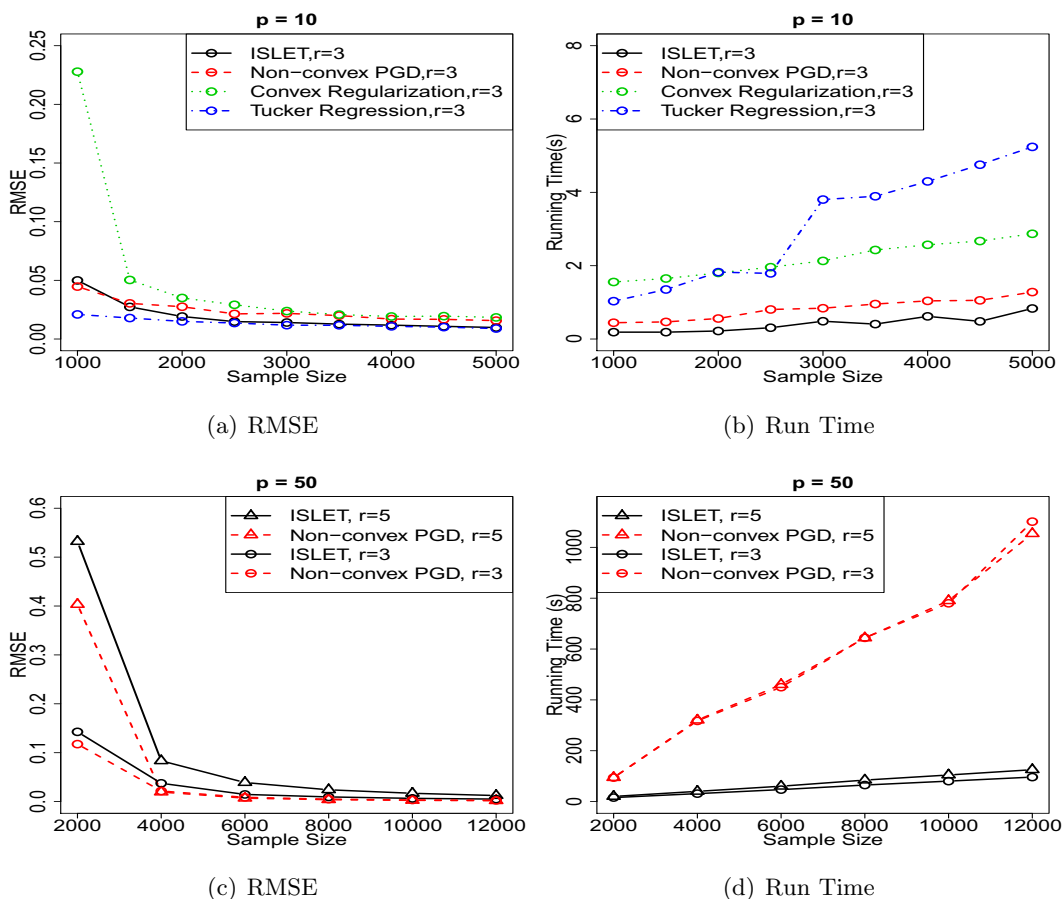 p = 10
RMSE
0.25
0.20
0.15
0.10
0.05
0.00
ISLET,r=3
Non−convex PGD,r=3
Convex Regularization,r=3
Tucker Regression,r=3
1000 2000 3000 4000 5000
Sample Size
(a) RMSE
p = 10
Running Time(s)
8
6
4
2
0
ISLET,r=3
Non−convex PGD,r=3
Convex Regularization,r=3
Tucker Regression,r=3
1000 2000 3000 4000 5000
Sample Size
(b) Run Time
p = 50
RMSE
0.6
0.5
0.4
0.3
0.2
0.1
0.0
ISLET, r=5
Non−convex PGD, r=5
ISLET, r=3
Non−convex PGD, r=3
2000 4000 6000 8000 10000 12000
Sample Size
(c) RMSE
p = 50
Running Time (s)
1000
800
600
400
200
0
ISLET, r=5
Non−convex PGD, r=5
ISLET, r=3
Non−convex PGD, r=3
2000 4000 6000 8000 10000 12000
Sample Size
(d) Run Time